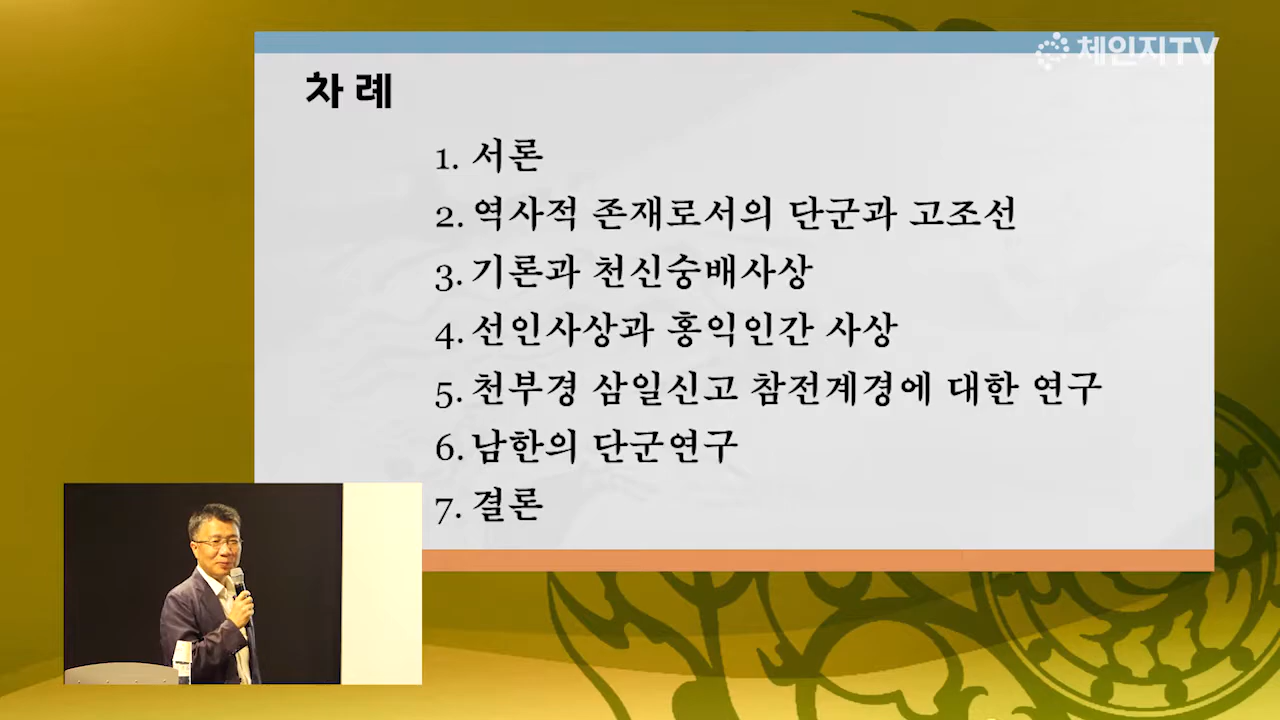 체인지TV
차 례
1. 서론
2. 역사적 존재로서의 단군과 고조선
3. 기론과 천신숭배사상
4. 선인사상과 홍익인간 사상
5. 천부경 삼일신고 참전계경에 대한 연구
6. 남한의 단군연구
7. 결론